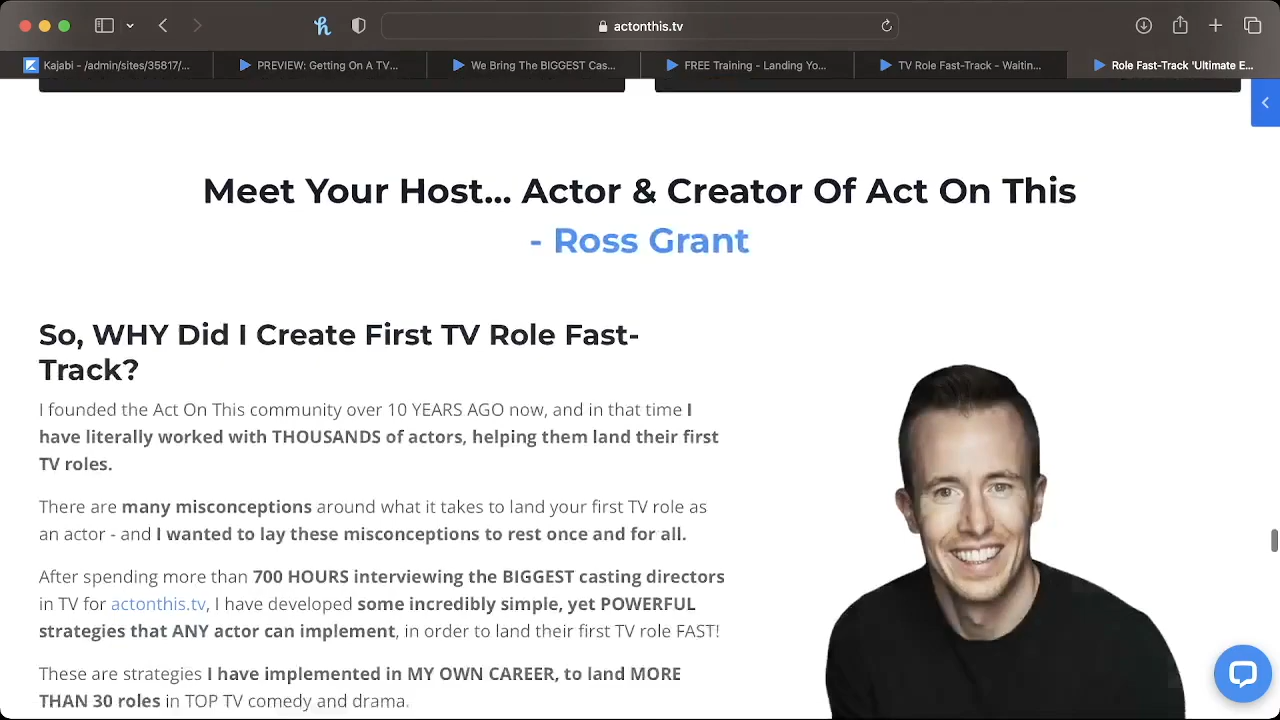 actonthis.tv
Kajabi - /admin/sites/35817/...
PREVIEW: Getting On A TV...
We Bring The BIGGEST Cas...
FREE Training - Landing Yo...
TV Role Fast-Track - Waitin...
Role Fast-Track 'Ultimate E...
Meet Your Host... Actor & Creator Of Act On This
- Ross Grant
So, WHY Did I Create First TV Role Fast-
Track?
I founded the Act On This community over 10 YEARS AGO now, and in that time I
have literally worked with THOUSANDS of actors, helping them land their first
TV roles.
There are many misconceptions around what it takes to land your first TV role as
an actor - and I wanted to lay these misconceptions to rest once and for all.
After spending more than 700 HOURS interviewing the BIGGEST casting directors
in TV for actonthis.tv, I have developed some incredibly simple, yet POWERFUL
strategies that ANY actor can implement, in order to land their first TV role FAST!
These are strategies I have implemented in MY OWN CAREER, to land MORE
THAN 30 roles in TOP TV comedy and drama.